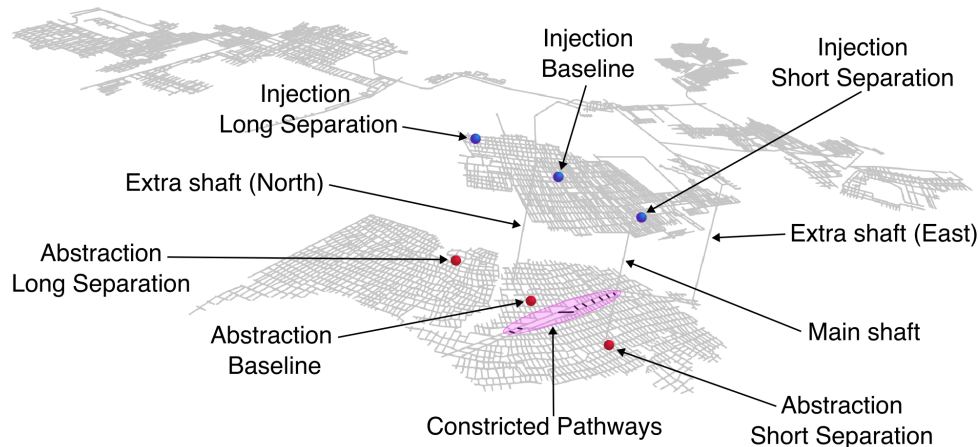 Injection
Baseline
Injection
Short Separation
Injection
Long Separation
Extra shaft (North)
Extra shaft (East)
Abstraction
Long Separation
Abstraction
Baseline
Main shaft
Constricted Pathways
Abstraction
Short Separation